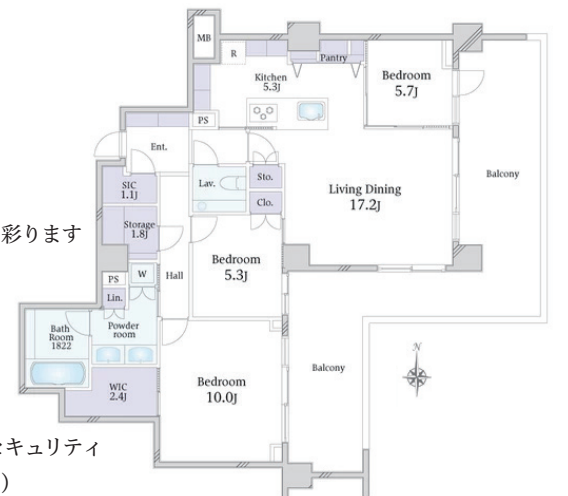 MB
R
Pantry
Kitchen
5.3J
Bedroom
5.7J
PS
Ent.
Lav.
Sto.
Clo.
SIC
1.1J
Living Dining
17.2J
Balcony
Storage
1.8J
彩ります
Bedroom
5.3J
Hall
PS
W
Lin.
Bath
Room
1822
Powder
room
N
Balcony
WIC
2.4J
Bedroom
10.0J
キュリティ
)